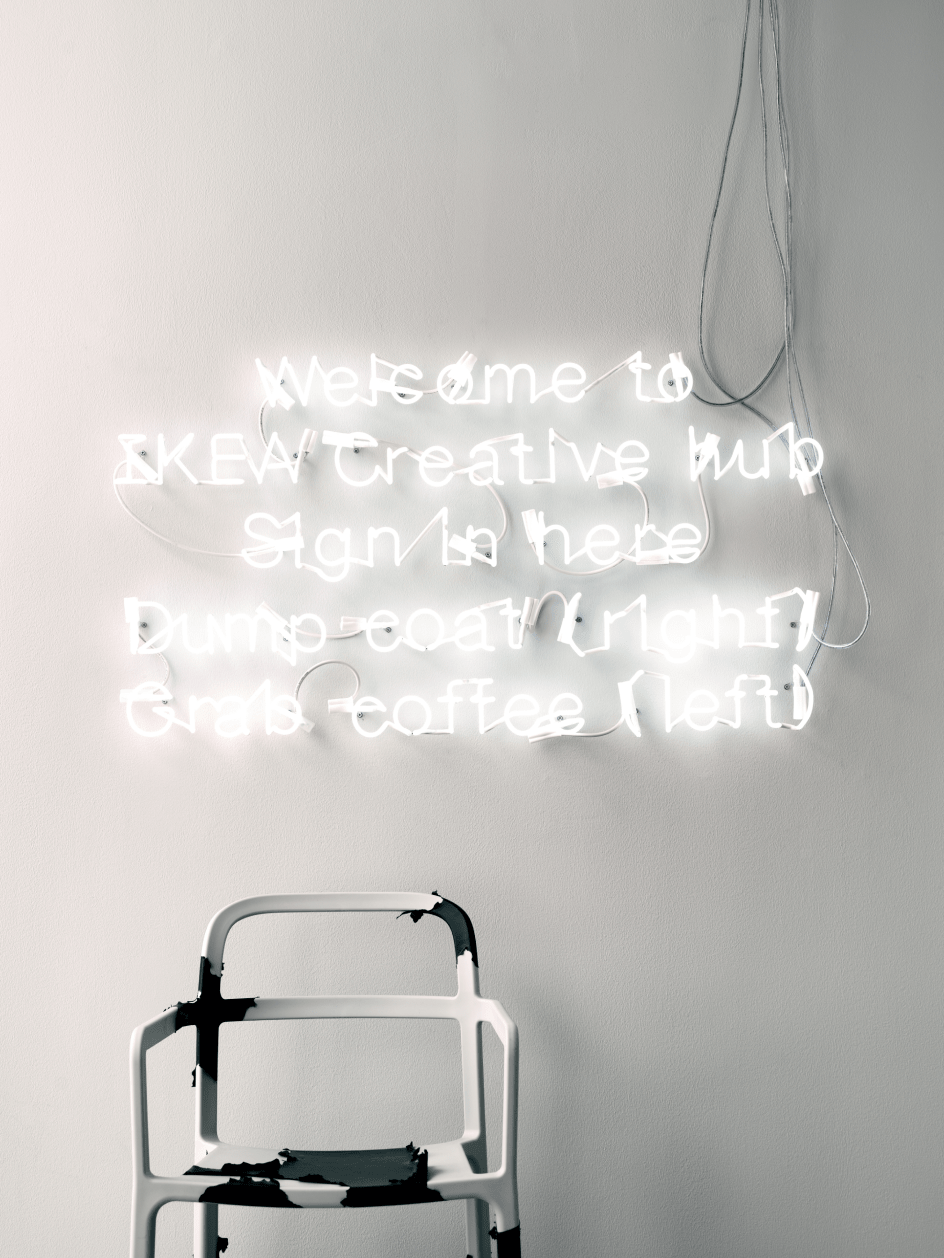 Welcome to
IKEA Creative hub
Sign in here
Dump coat (right)
Grab coffee (left)